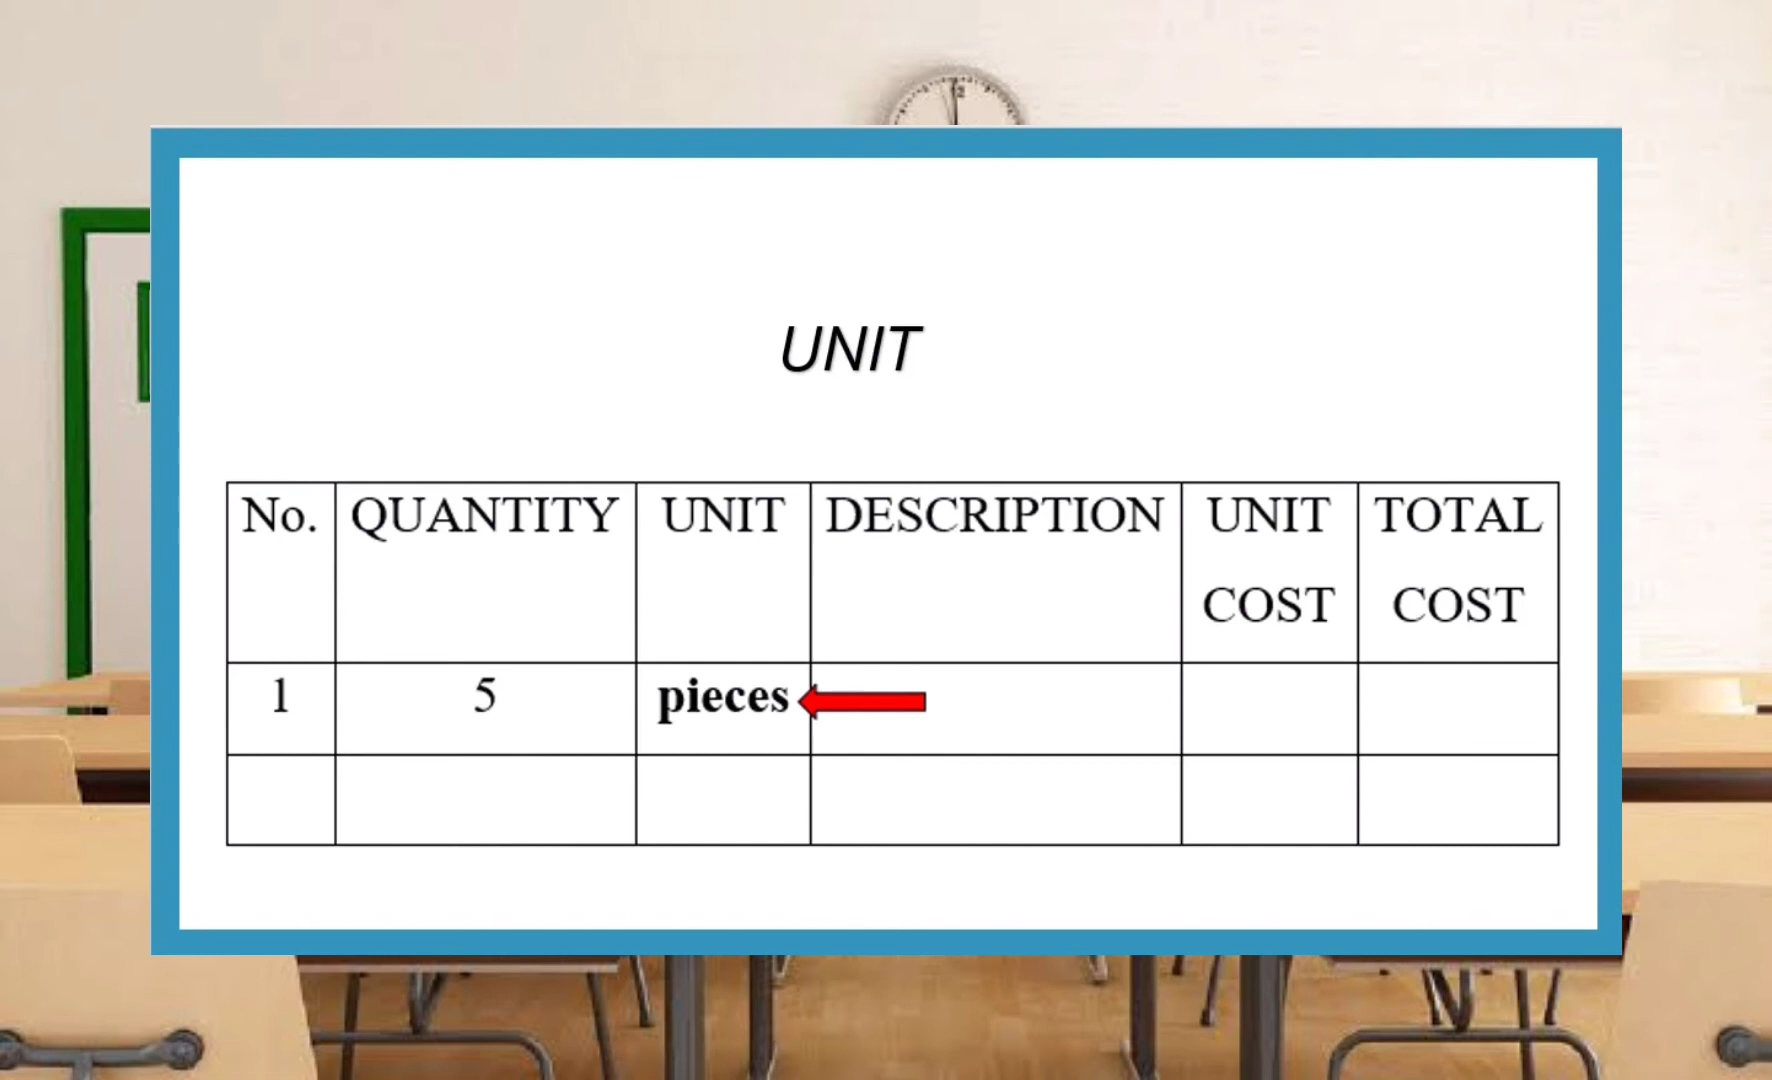 UNIT
No. QUANTITY UNIT DESCRIPTION UNIT COST TOTAL COST
1 5 pieces